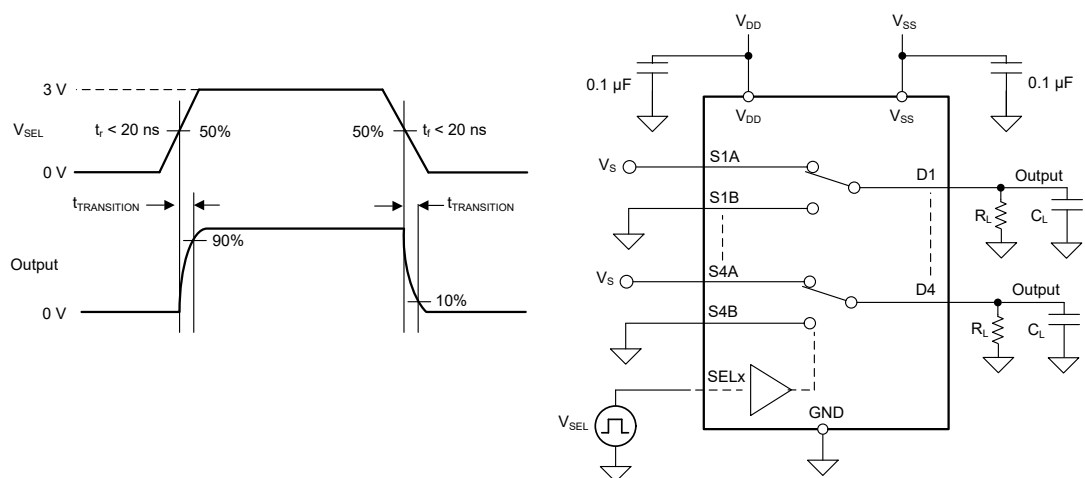 3 V
V_SEL
t_r < 20 ns
50%
50%
t_f < 20 ns
0 V
t_TRANSITION
t_TRANSITION
90%
Output
10%
0 V
V_DD
V_SS
0.1 µF
0.1 µF
V_DD
V_SS
V_S
S1A
D1
Output
S1B
R_L
C_L
V_S
S4A
D4
Output
S4B
R_L
C_L
SELx
V_SEL
GND